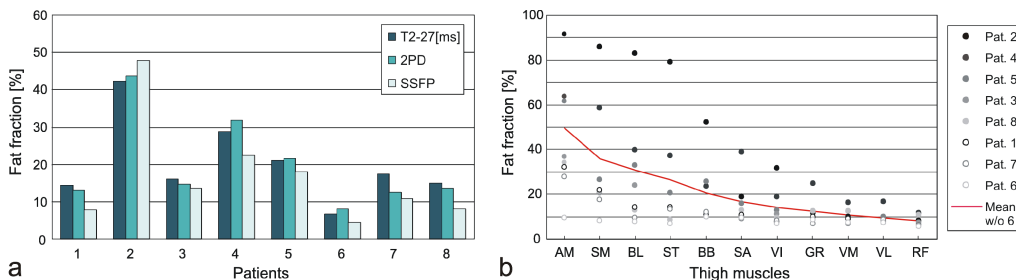 60
50
40
30
20
10
0
Fat fraction [%]
1 2 3 4 5 6 7 8
Patients
T2-27[ms]
2PD
SSFP
a
100
80
60
40
20
0
Fat fraction [%]
AM SM BL ST BB SA VI GR VM VL RF
Thigh muscles
b
Pat. 2
Pat. 4
Pat. 5
Pat. 3
Pat. 8
Pat. 1
Pat. 7
Pat. 6
Mean
w/o 6